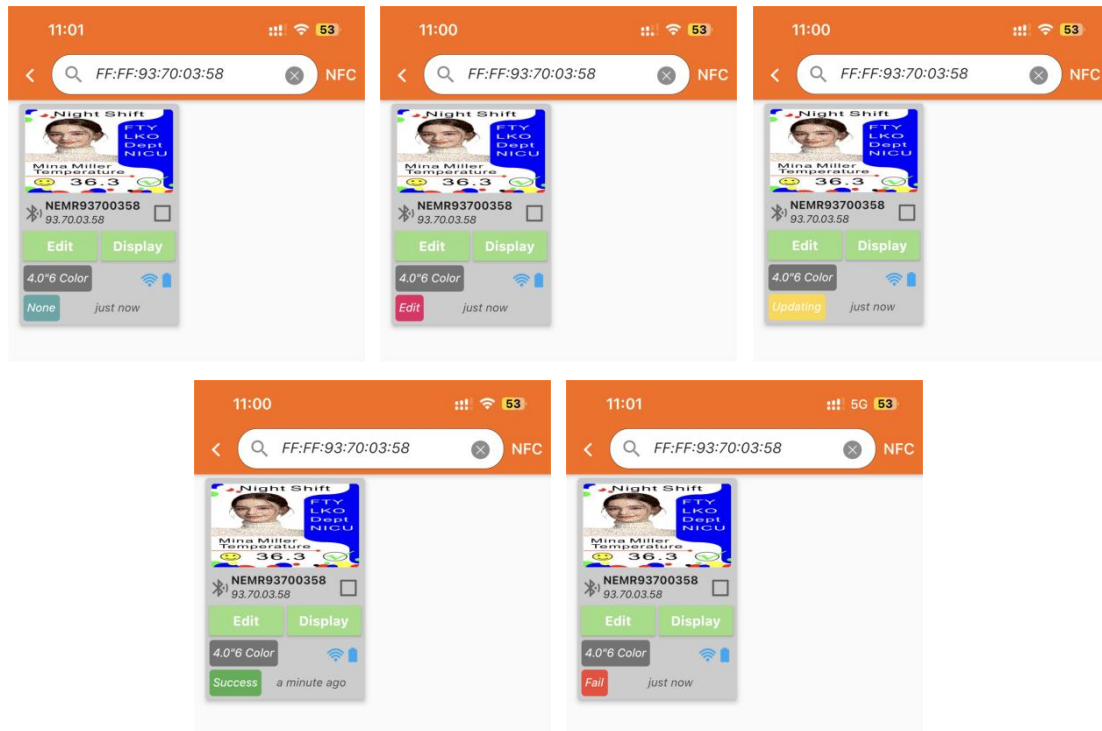 11:01 53
FF:FF:93:70:03:58 NFC
Night Shift
FTY
LKO
Dept
NICU
Mina Miller
Temperature
36.3
NEMR93700358
93.70.03.58
Edit Display
4.0"6 Color
None just now
11:00 53
FF:FF:93:70:03:58 NFC
Night Shift
FTY
LKO
Dept
NICU
Mina Miller
Temperature
36.3
NEMR93700358
93.70.03.58
Edit Display
4.0"6 Color
Edit just now
11:00 53
FF:FF:93:70:03:58 NFC
Night Shift
FTY
LKO
Dept
NICU
Mina Miller
Temperature
36.3
NEMR93700358
93.70.03.58
Edit Display
4.0"6 Color
Updating just now
11:00 53
FF:FF:93:70:03:58 NFC
Night Shift
FTY
LKO
Dept
NICU
Mina Miller
Temperature
36.3
NEMR93700358
93.70.03.58
Edit Display
4.0"6 Color
Success a minute ago
11:01 5G 53
FF:FF:93:70:03:58 NFC
Night Shift
FTY
LKO
Dept
NICU
Mina Miller
Temperature
36.3
NEMR93700358
93.70.03.58
Edit Display
4.0"6 Color
Fail just now